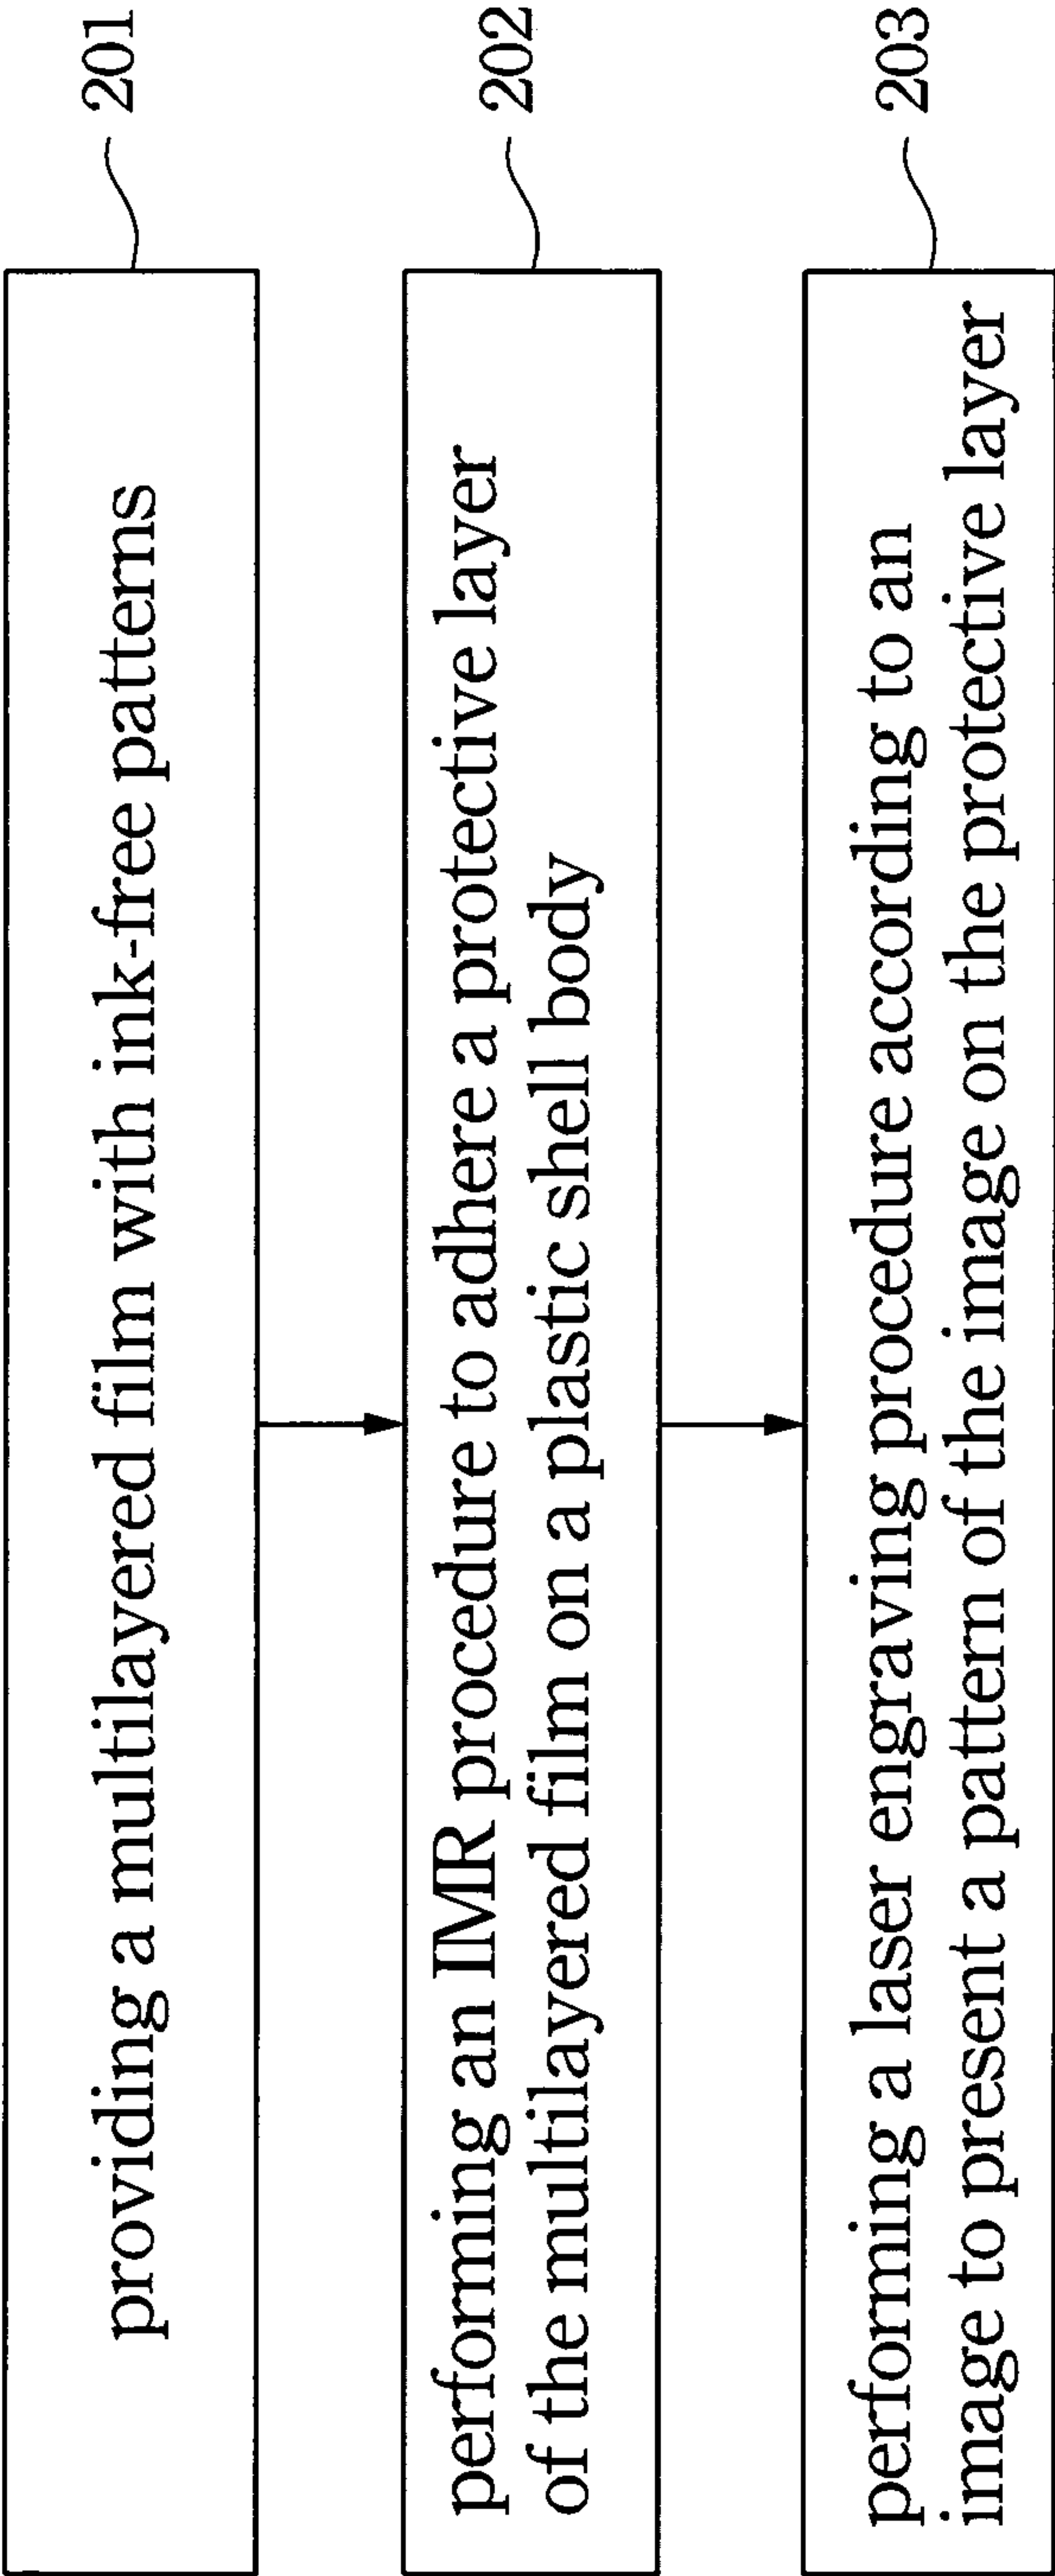 providing a multilayered film with ink-free patterns
201
performing an IMR procedure to adhere a protective layer
of the multilayered film on a plastic shell body
202
performing a laser engraving procedure according to an
image to present a pattern of the image on the protective layer
203